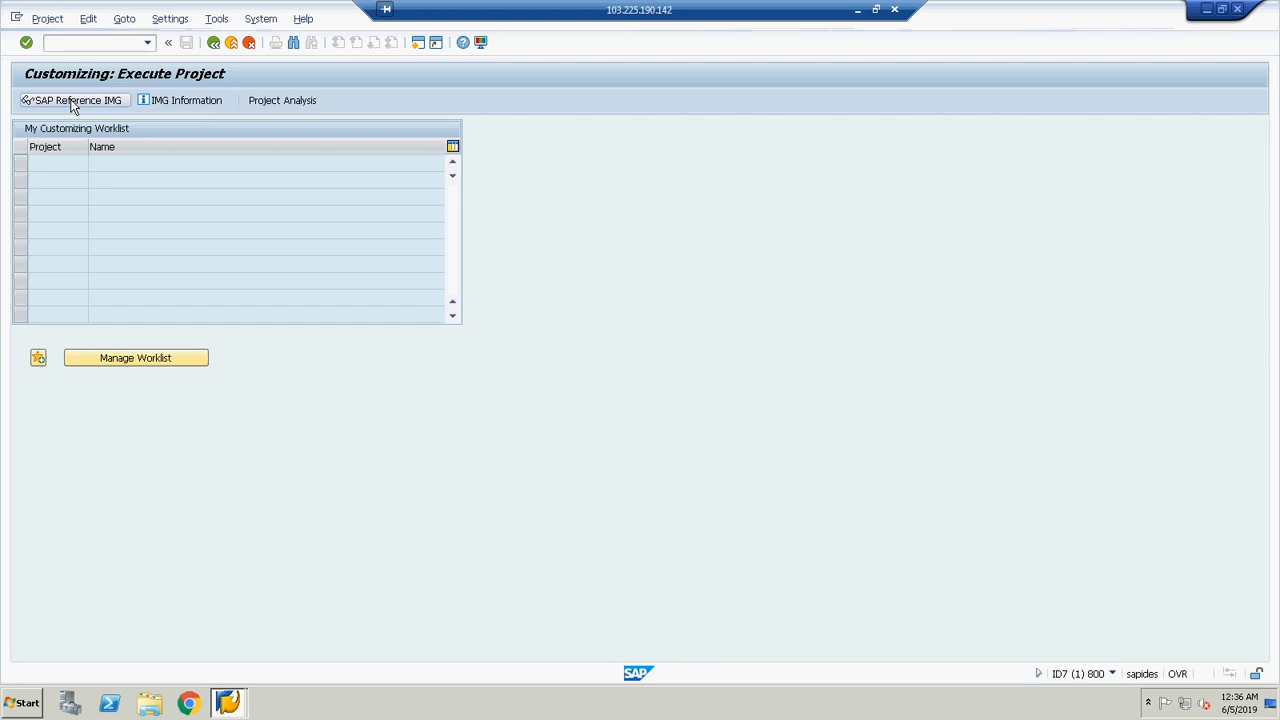 103.225.190.142
Project Edit Goto Settings Tools System Help
Customizing: Execute Project
SAP Reference IMG IMG Information Project Analysis
My Customizing Worklist
Project Name
Manage Worklist
SAP ID7 (1) 800 sapides OVR
Start 12:36 AM
6/5/2019